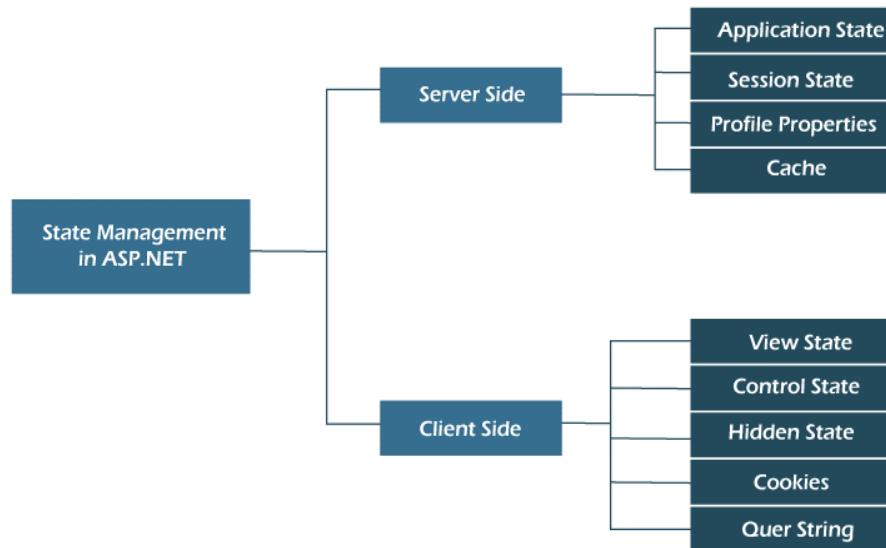 State Management
in ASP.NET
Server Side
Application State
Session State
Profile Properties
Cache
Client Side
View State
Control State
Hidden State
Cookies
Quer String